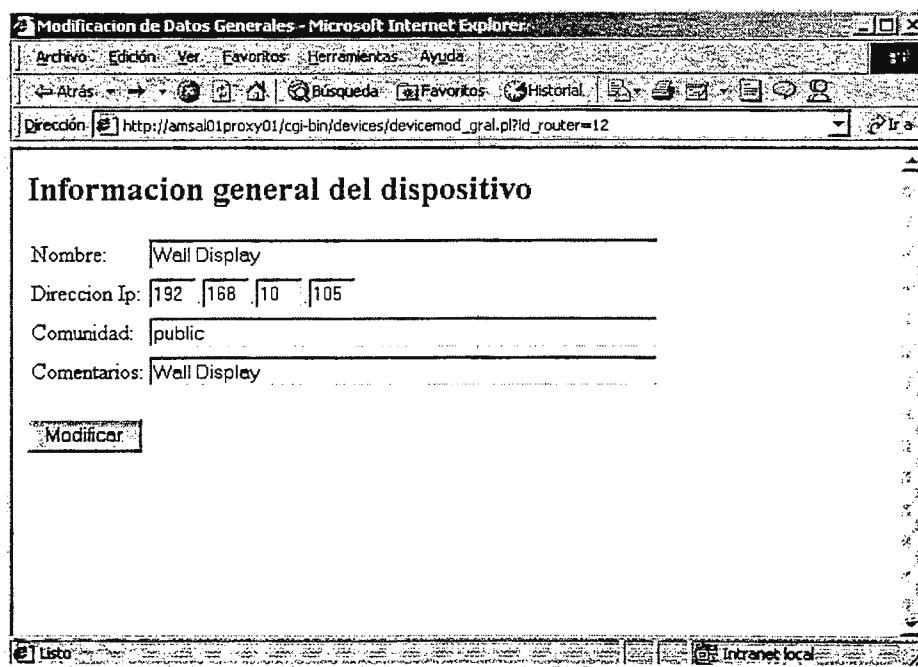 Modificacion de Datos Generales - Microsoft Internet Explorer
Archivo Edición Ver Favoritos Herramientas Ayuda
Atrás Búsqueda Favoritos Historial
Dirección http://amsal01proxy01/cgi-bin/devices/devicemod_gral.pl?id_router=12 Ir a
Informacion general del dispositivo
Nombre: Wall Display
Direccion Ip: 192 .168 .10 .105
Comunidad: public
Comentarios: Wall Display
Modificar
Listo Intranet local